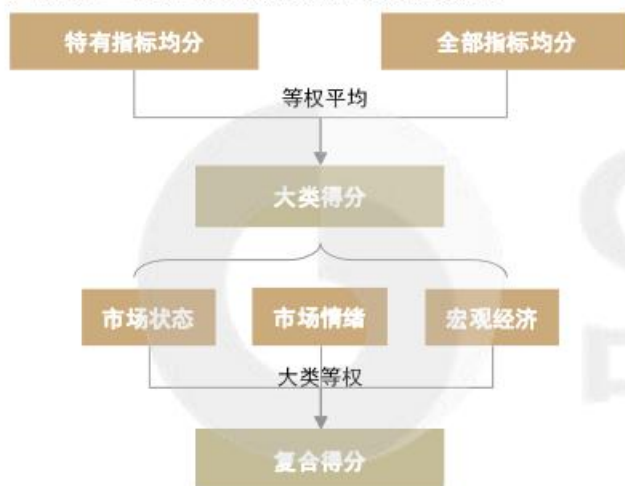 特有指标均分 全部指标均分
等权平均
大类得分
市场状态 市场情绪 宏观经济
大类等权
复合得分